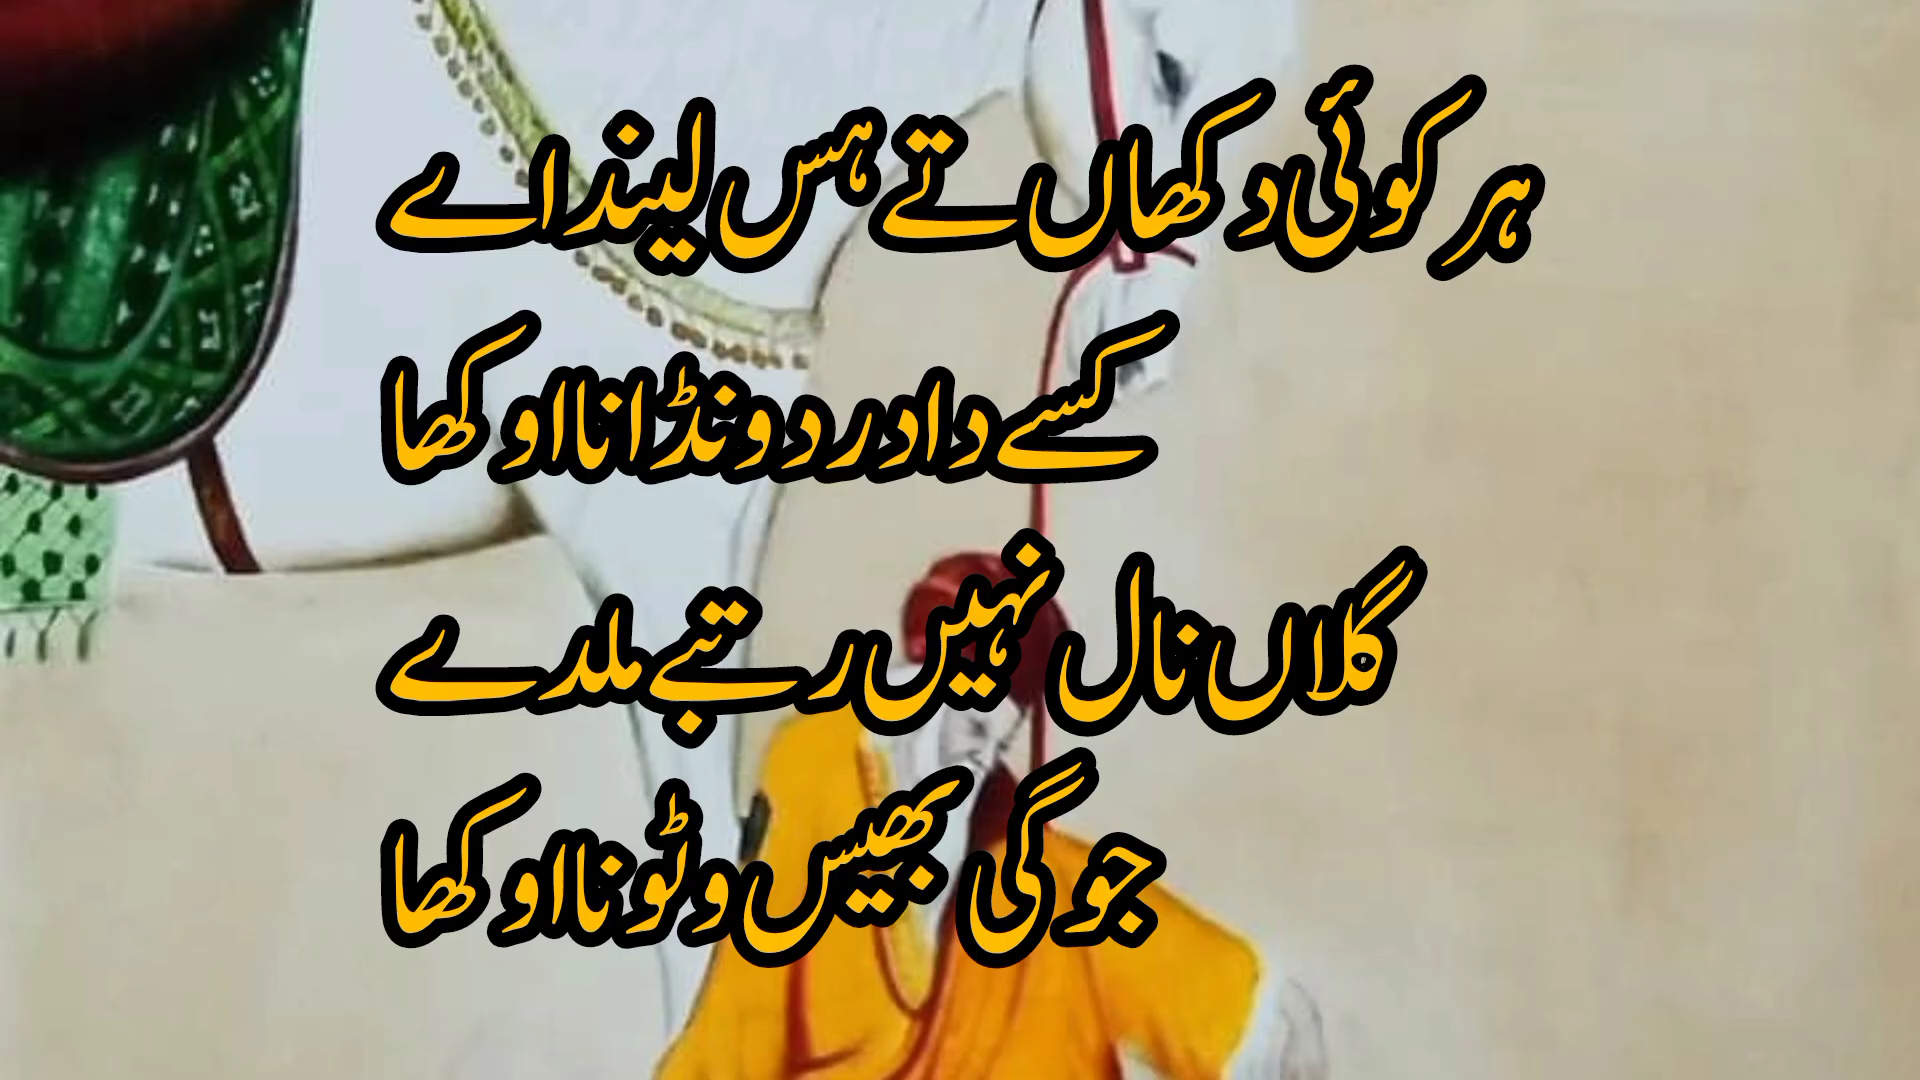 ہر کوئی دکھاں تے ہس لیندا اے
کسے دا درد ونڈانا اوکھا
گلاں نال نہیں رتبے ملدے
جوگی بھیس وٹونا اوکھا